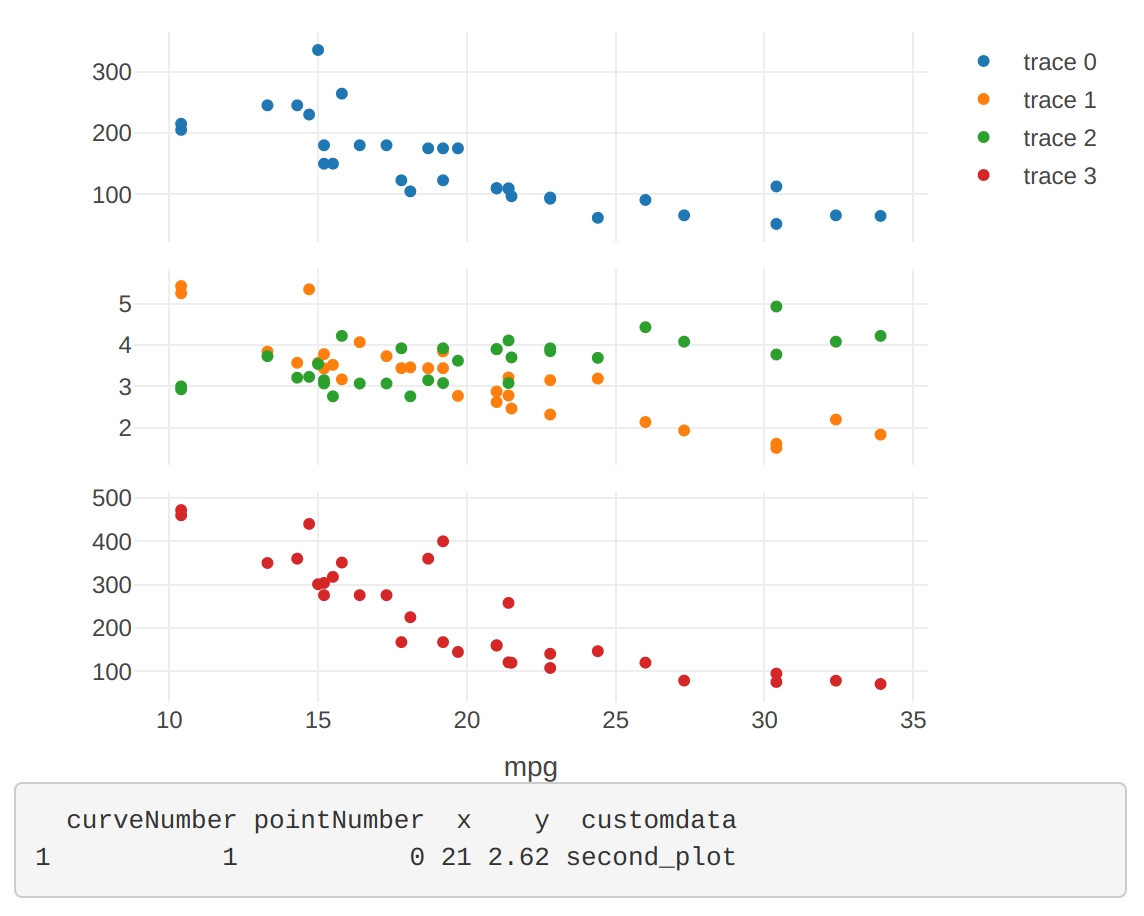 300
200
100
trace 0
trace 1
trace 2
trace 3
5
4
3
2
500
400
300
200
100
10 15 20 25 30 35
mpg
curveNumber pointNumber x y customdata
1 1 0 21 2.62 second_plot